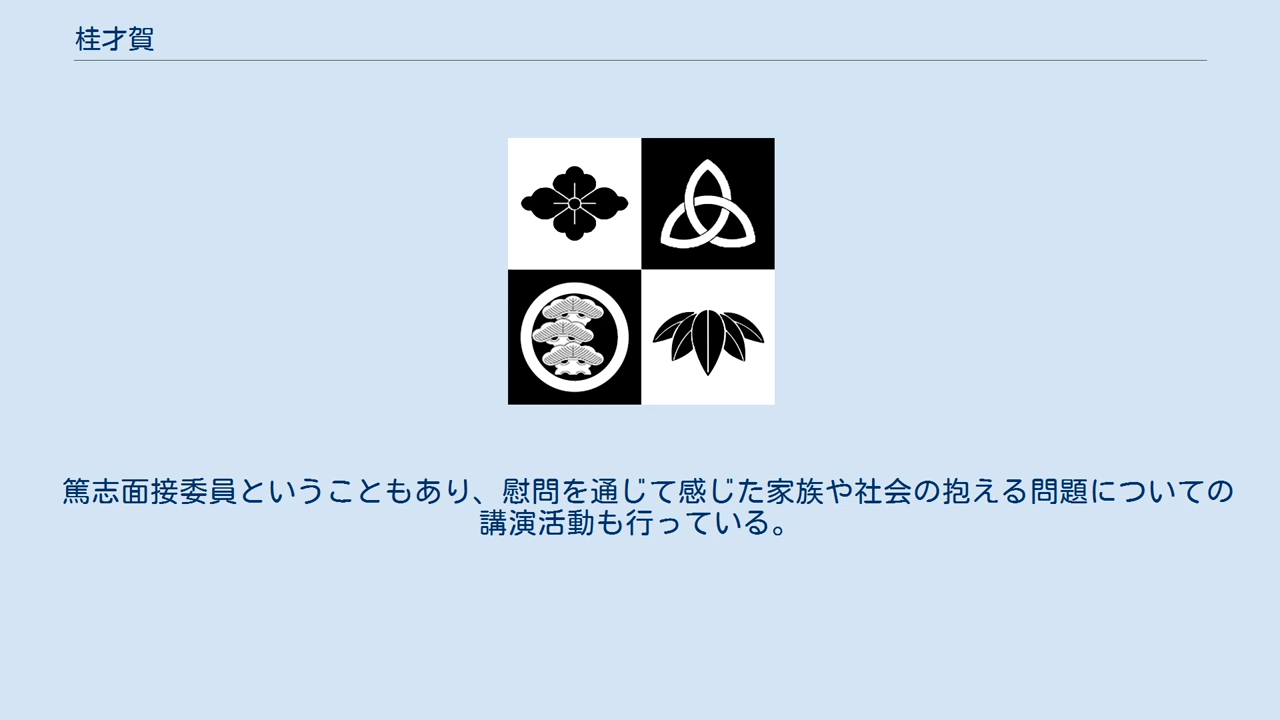 桂才賀
篤志面接委員ということもあり、慰問を通じて感じた家族や社会の抱える問題についての
講演活動も行っている。